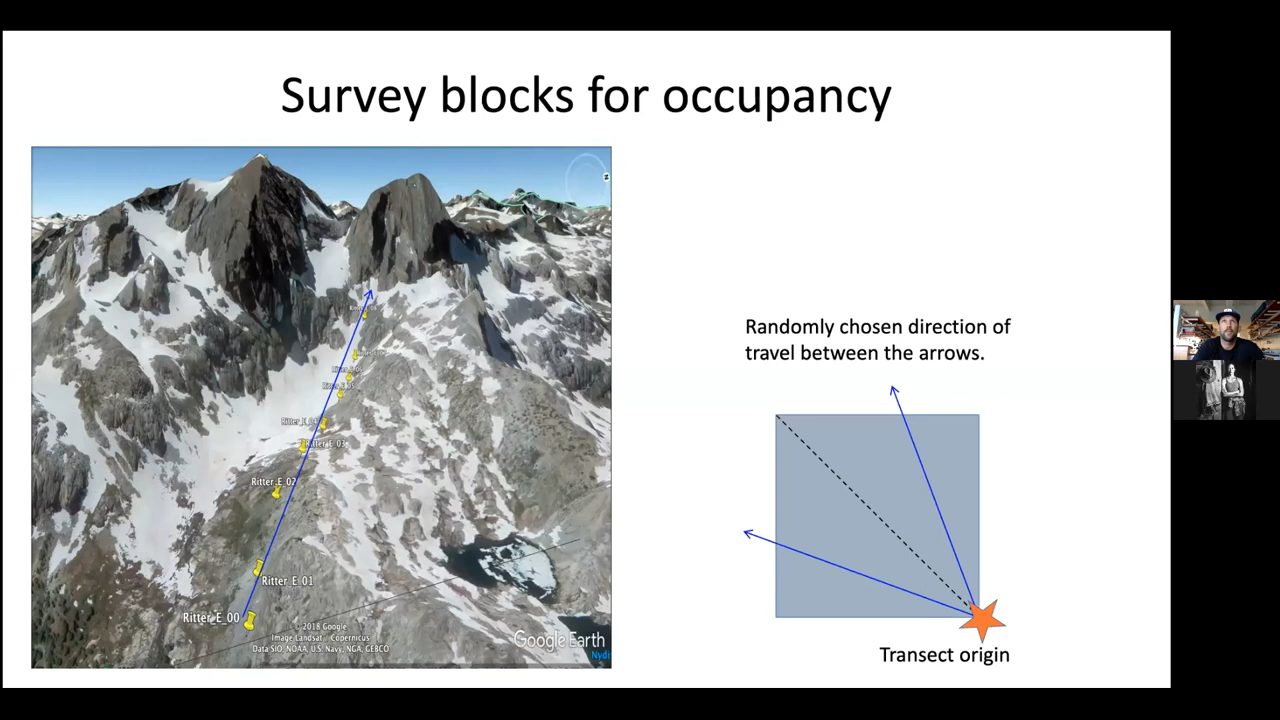 Survey blocks for occupancy
N
Ritter_E_03
Ritter_E_02
Ritter_E_01
Ritter_E_00
© 2018 Google
Image Landsat / Copernicus
Data SIO, NOAA, U.S. Navy, NGA, GEBCO
Google Earth
Randomly chosen direction of
travel between the arrows.
Transect origin